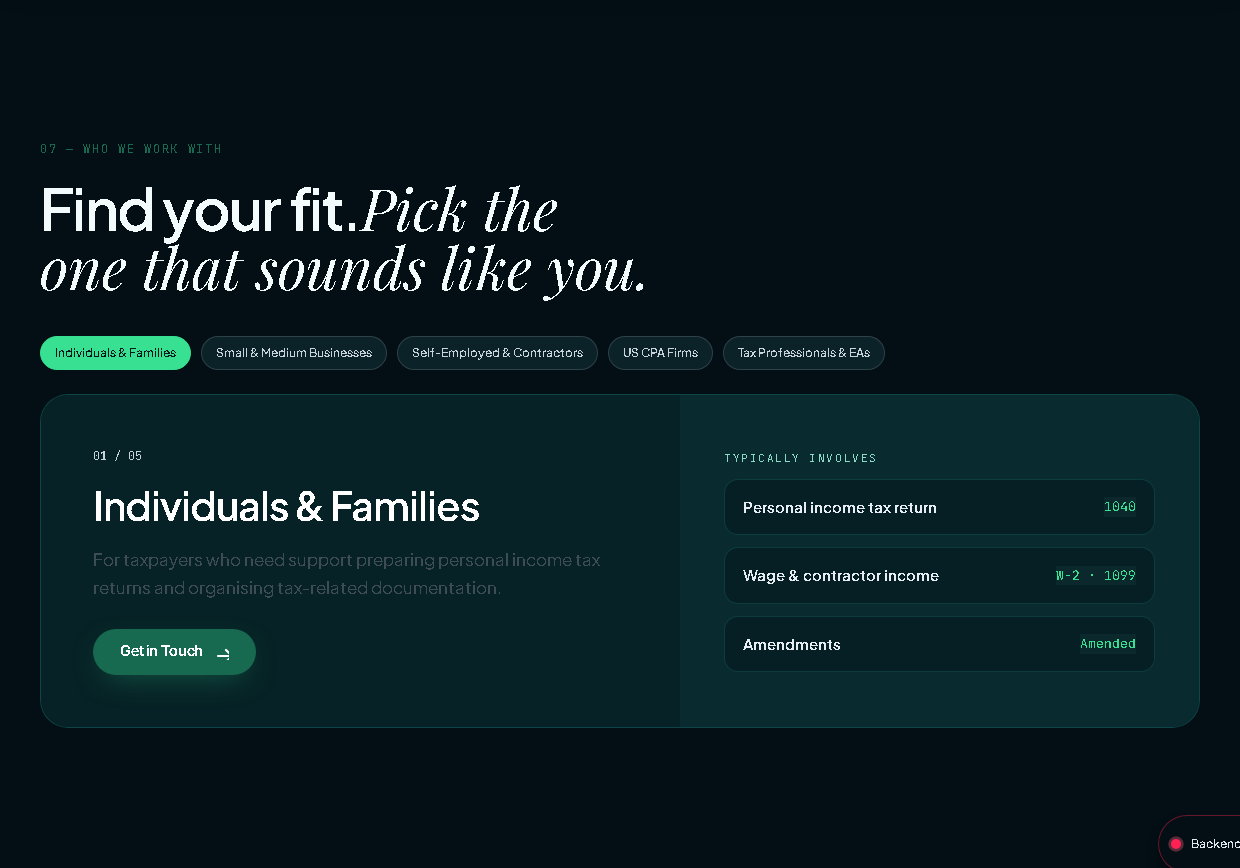 07 — WHO WE WORK WITH
Find your fit. Pick the
one that sounds like you.
Individuals & Families
Small & Medium Businesses
Self-Employed & Contractors
US CPA Firms
Tax Professionals & EAs
01 / 05
Individuals & Families
For taxpayers who need support preparing personal income tax
returns and organising tax-related documentation.
Get in Touch
TYPICALLY INVOLVES
Personal income tax return
1040
Wage & contractor income
W-2 · 1099
Amendments
Amended